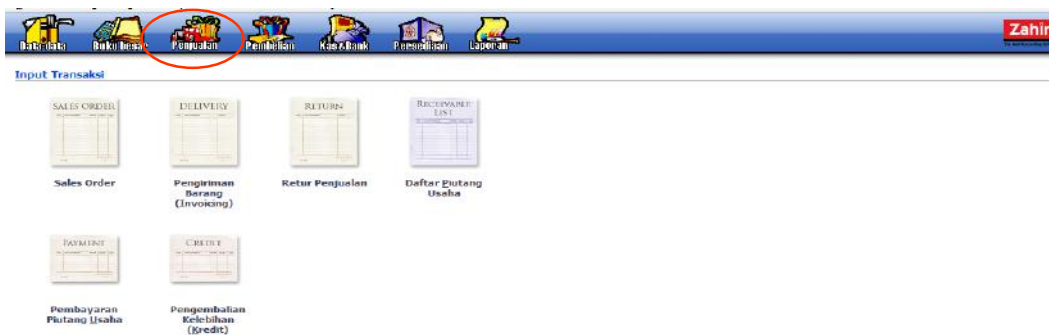 Data-data Buku Besar Penjualan Pembelian Kas & Bank Persediaan Laporan
Zahir
Input Transaksi
SALES ORDER DELIVERY RETURN RECEIVABLE
LIST
Sales Order Pengiriman Retur Penjualan Daftar Piutang
Barang Usaha
(Invoicing)
PAYMENT CREDIT
Pembayaran Pengembalian
Piutang Usaha Kelebihan
(Kredit)